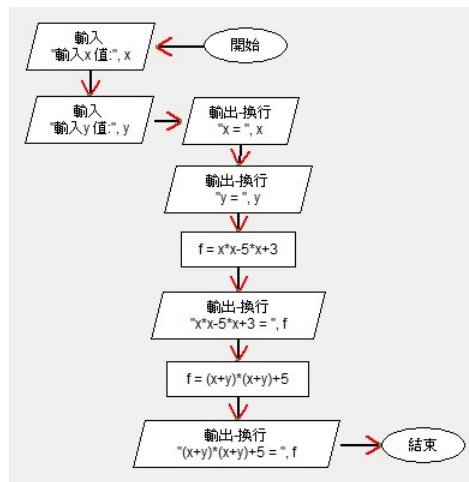 開始
輸入
"輸入x 值:", x
輸入
"輸入y 值:", y
輸出-換行
"x = ", x
輸出-換行
"y = ", y
f = x*x-5*x+3
輸出-換行
"x*x-5*x+3 = ", f
f = (x+y)*(x+y)+5
輸出-換行
"(x+y)*(x+y)+5 = ", f
結束